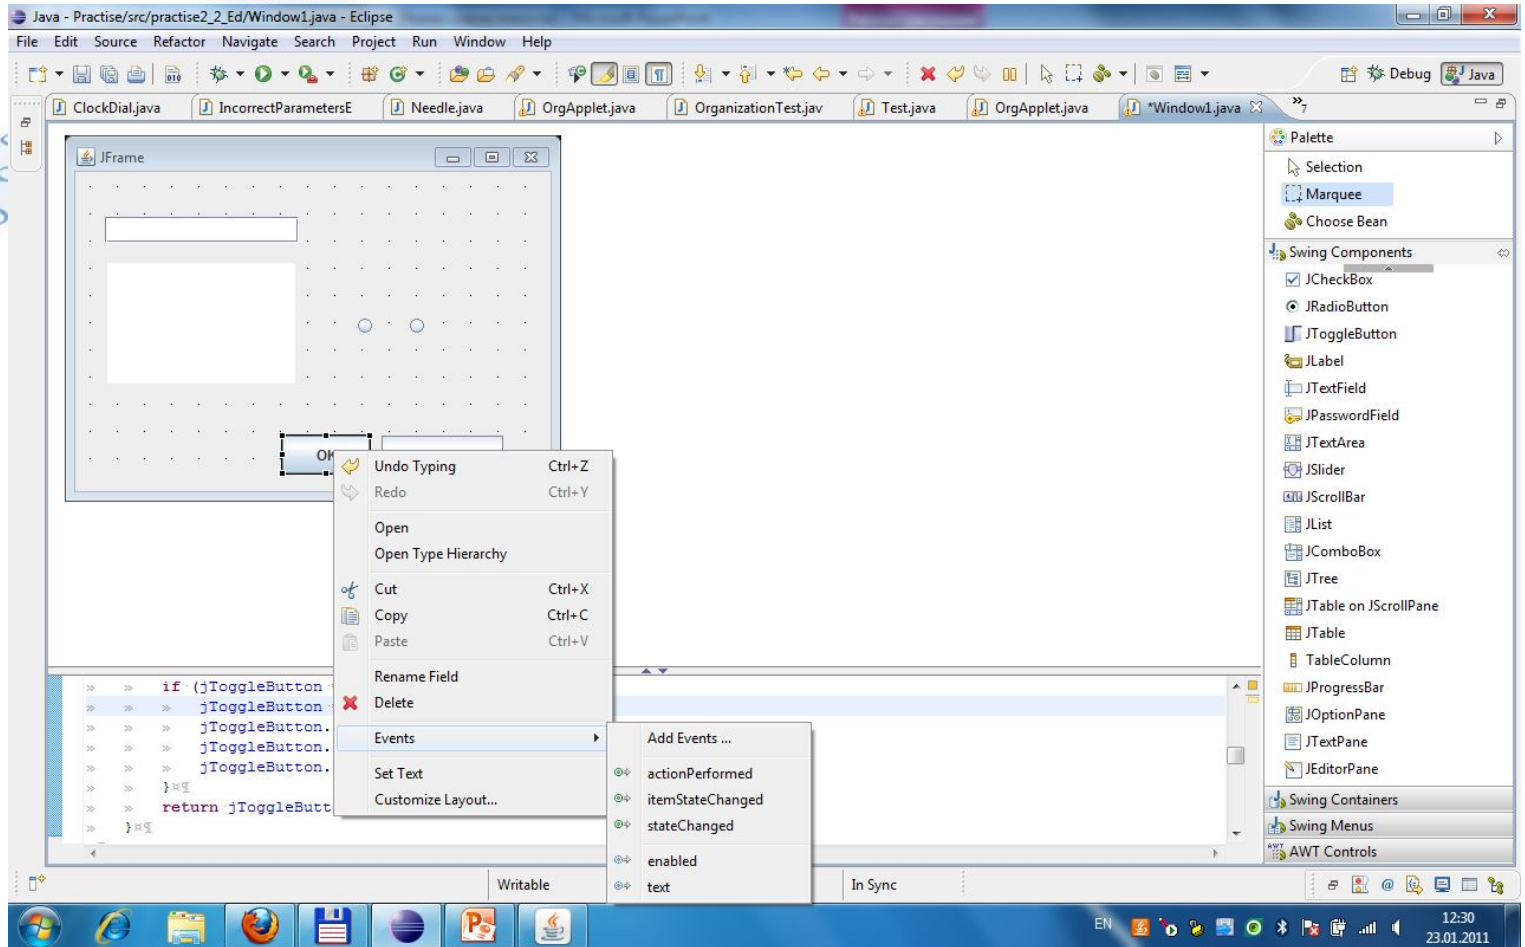 Java - Practise/src/practise2_2_Ed/Window1.java - Eclipse
File Edit Source Refactor Navigate Search Project Run Window Help
Debug Java
ClockDial.java IncorrectParametersE Needle.java OrgApplet.java OrganizationTest.jav Test.java OrgApplet.java *Window1.java »7
JFrame
OK
Undo Typing Ctrl+Z
Redo Ctrl+Y
Open
Open Type Hierarchy
Cut Ctrl+X
Copy Ctrl+C
Paste Ctrl+V
Rename Field
Delete
Events
Set Text
Customize Layout...
Add Events ...
actionPerformed
itemStateChanged
stateChanged
enabled
text
if (jToggleButton
jToggleButton
jToggleButton.
jToggleButton.
jToggleButton.
}¤¶
return jToggleButt
}¤¶
Palette
Selection
Marquee
Choose Bean
Swing Components
JCheckBox
JRadioButton
JToggleButton
JLabel
JTextField
JPasswordField
JTextArea
JSlider
JScrollBar
JList
JComboBox
JTree
JTable on JScrollPane
JTable
TableColumn
JProgressBar
JOptionPane
JTextPane
JEditorPane
Swing Containers
Swing Menus
AWT Controls
Writable In Sync
EN 12:30
23.01.2011